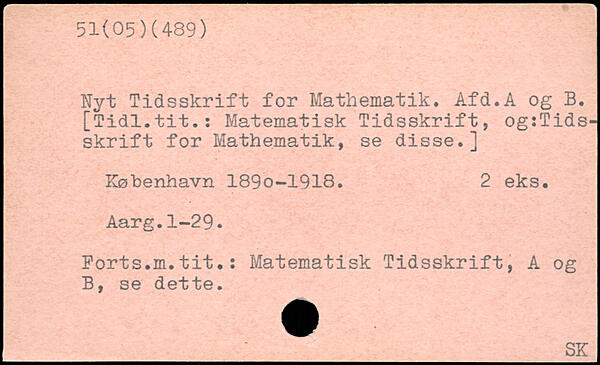 51(05)(489)
Nyt Tidsskrift for Mathematik. Afd.A og B.
[Tidl.tit.: Matematisk Tidsskrift, og:Tids-
skrift for Mathematik, se disse.]
København 189o-1918. 2 eks.
Aarg.1-29.
Forts.m.tit.: Matematisk Tidsskrift, A og
B, se dette.
SK